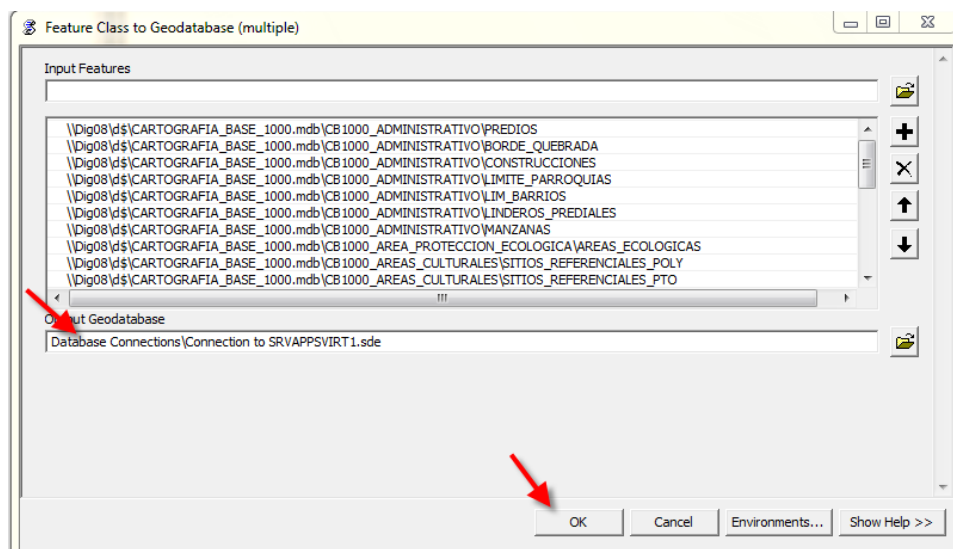 Feature Class to Geodatabase (multiple)
Input Features
\\Dig08\d$\CARTOGRAFIA_BASE_1000.mdb\CB1000_ADMINISTRATIVO\PREDIOS
\\Dig08\d$\CARTOGRAFIA_BASE_1000.mdb\CB1000_ADMINISTRATIVO\BORDE_QUEBRADA
\\Dig08\d$\CARTOGRAFIA_BASE_1000.mdb\CB1000_ADMINISTRATIVO\CONSTRUCCIONES
\\Dig08\d$\CARTOGRAFIA_BASE_1000.mdb\CB1000_ADMINISTRATIVO\LIMITE_PARROQUIAS
\\Dig08\d$\CARTOGRAFIA_BASE_1000.mdb\CB1000_ADMINISTRATIVO\LIM_BARRIOS
\\Dig08\d$\CARTOGRAFIA_BASE_1000.mdb\CB1000_ADMINISTRATIVO\LINDEROS_PREDIALES
\\Dig08\d$\CARTOGRAFIA_BASE_1000.mdb\CB1000_ADMINISTRATIVO\MANZANAS
\\Dig08\d$\CARTOGRAFIA_BASE_1000.mdb\CB1000_AREA_PROTECCION_ECOLOGICA\AREAS_ECOLOGICAS
\\Dig08\d$\CARTOGRAFIA_BASE_1000.mdb\CB1000_AREAS_CULTURALES\SITIOS_REFERENCIALES_POLY
\\Dig08\d$\CARTOGRAFIA_BASE_1000.mdb\CB1000_AREAS_CULTURALES\SITIOS_REFERENCIALES_PTO
Output Geodatabase
Database Connections\Connection to SRVAPPSVIRT1.sde
OK Cancel Environments... Show Help >>